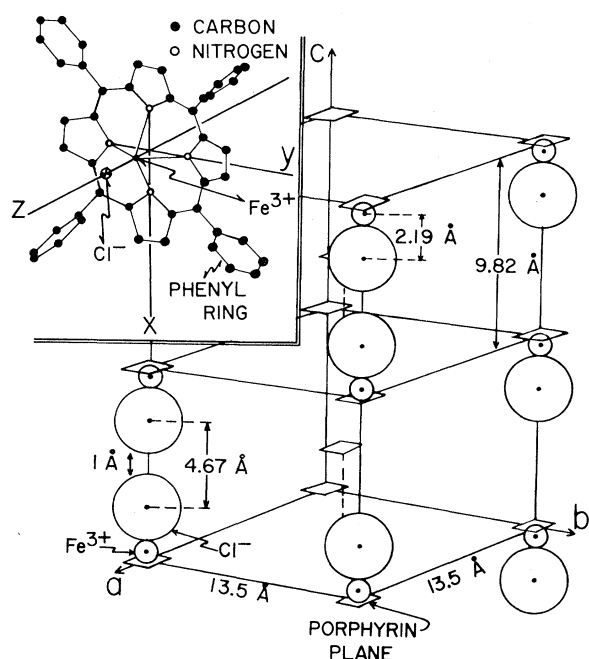 CARBON
NITROGEN
C
y
Z
Fe3+
Cl−
PHENYL
RING
X
2.19 Å
9.82 Å
1 Å
4.67 Å
Fe3+
Cl−
a
b
13.5 Å
13.5 Å
PORPHYRIN
PLANE